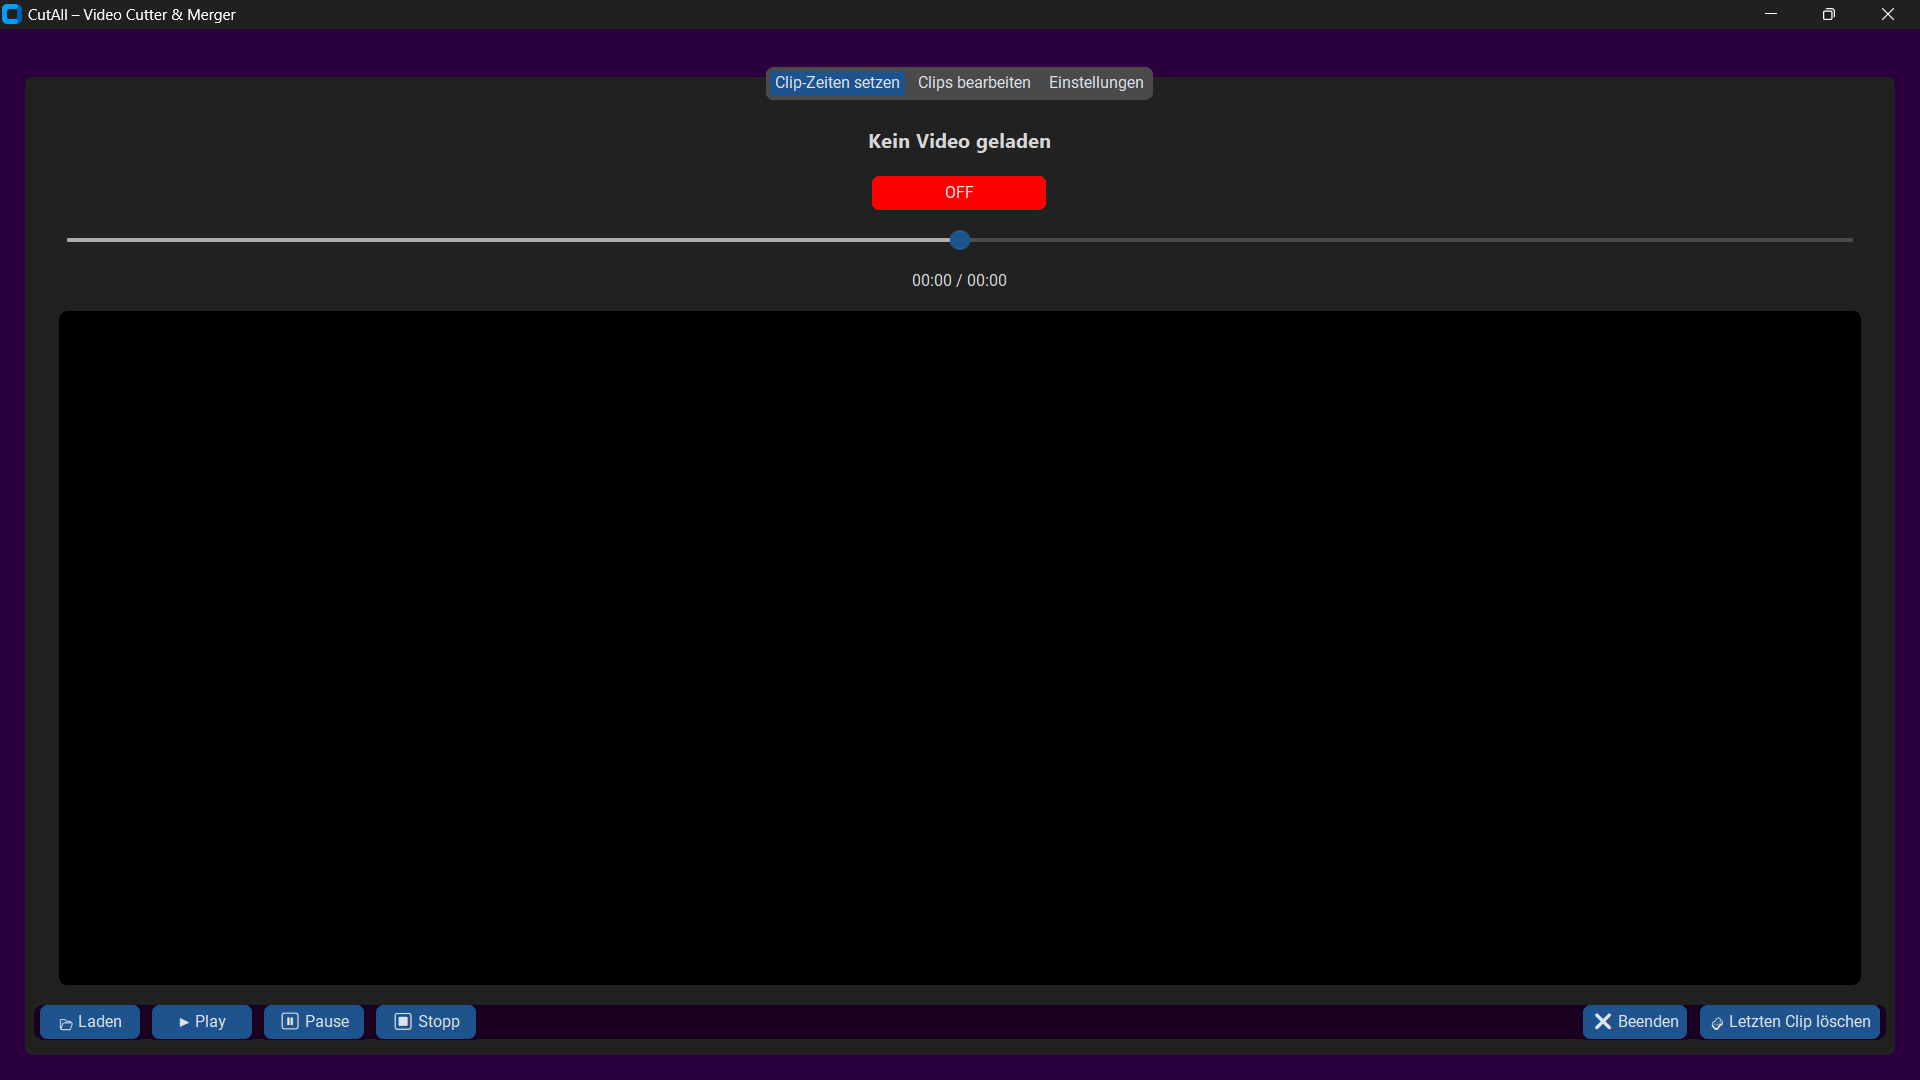 CutAll – Video Cutter & Merger
Clip-Zeiten setzen Clips bearbeiten Einstellungen
Kein Video geladen
OFF
00:00 / 00:00
Laden Play Pause Stopp Beenden Letzten Clip löschen